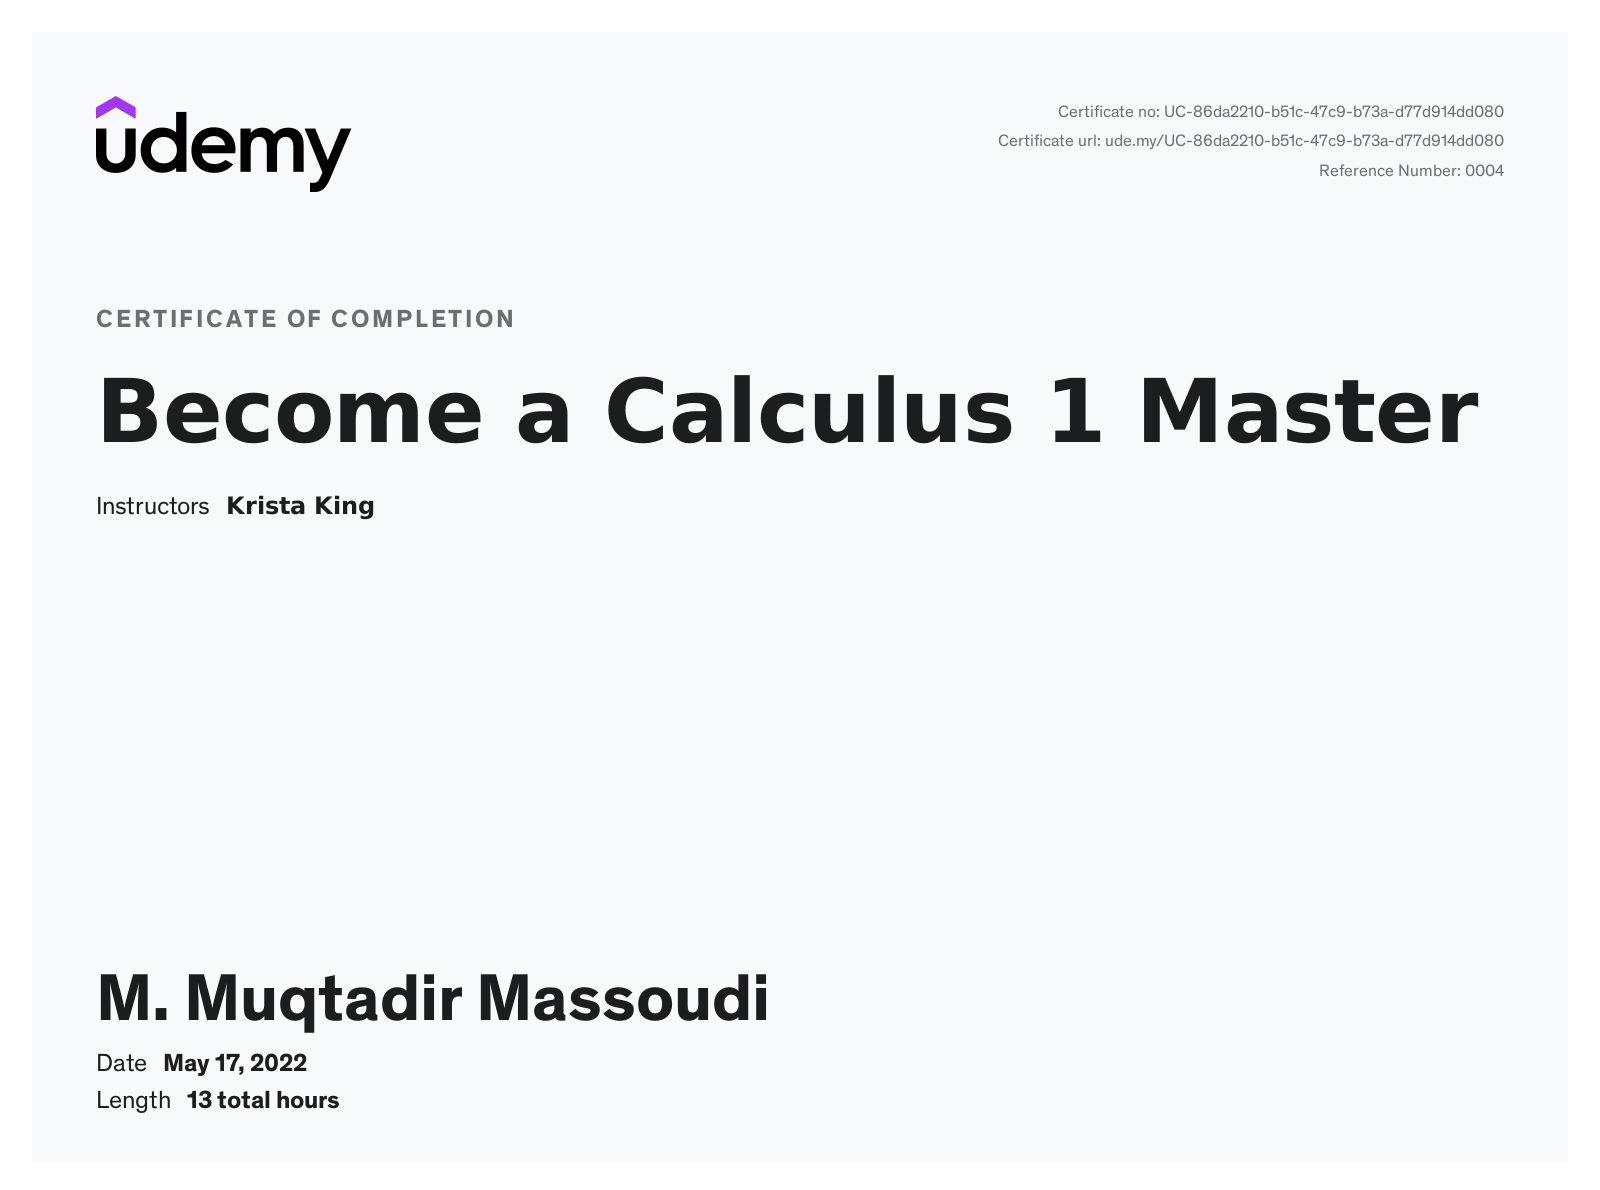 udemy
Certificate no: UC-86da2210-b51c-47c9-b73a-d77d914dd080
Certificate url: ude.my/UC-86da2210-b51c-47c9-b73a-d77d914dd080
Reference Number: 0004
CERTIFICATE OF COMPLETION
Become a Calculus 1 Master
Instructors Krista King
M. Muqtadir Massoudi
Date May 17, 2022
Length 13 total hours